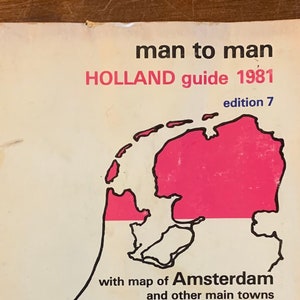 man to man
HOLLAND guide 1981
edition 7
with map of Amsterdam
and other main towns